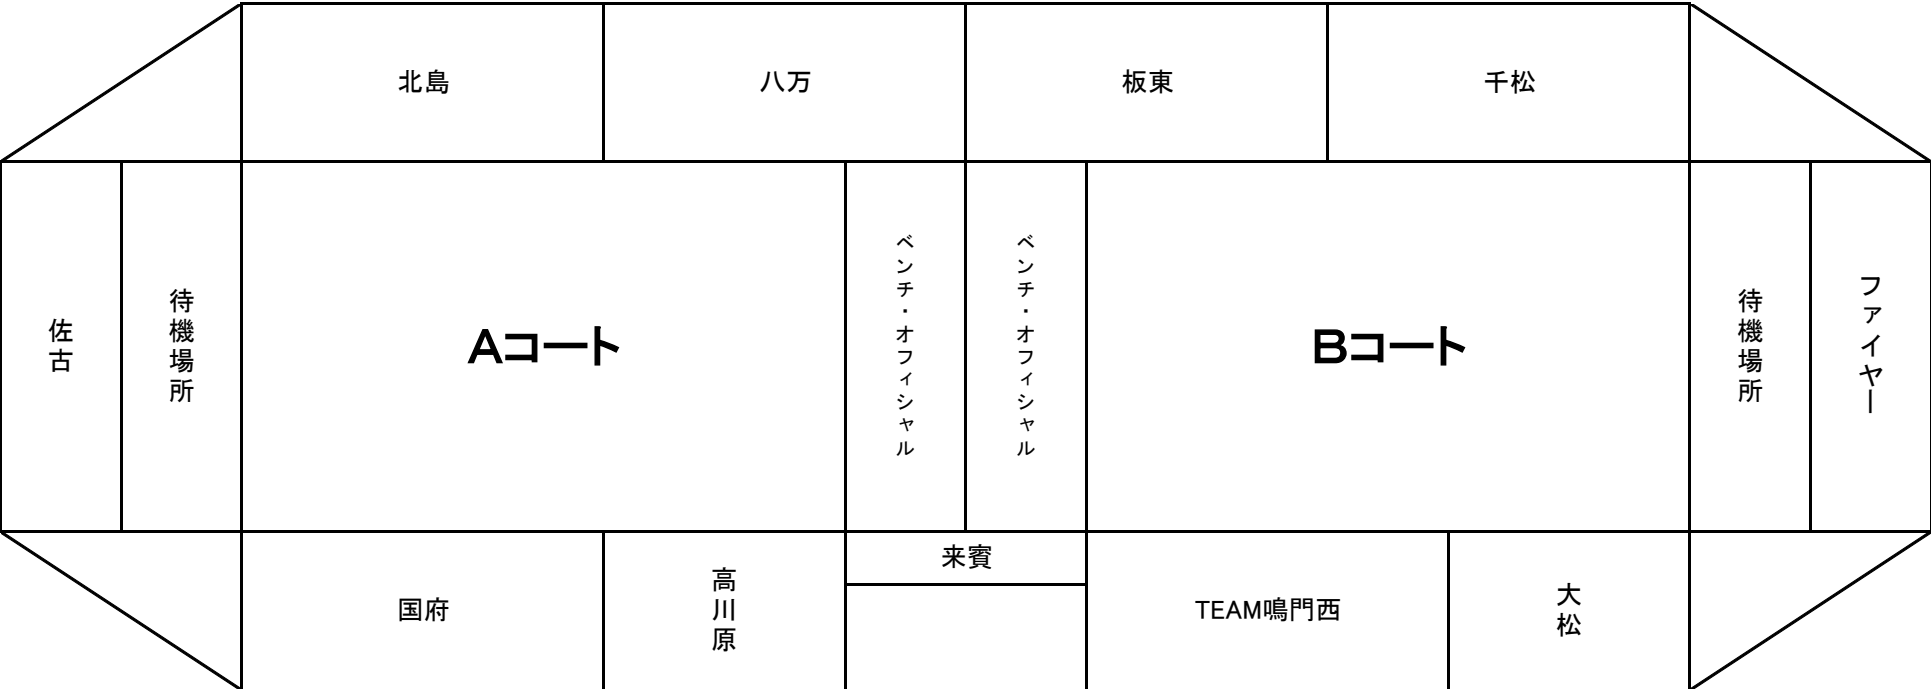 北島
八万
板東
千松
佐古
待機場所
Aコート
ベンチ・オフィシャル
ベンチ・オフィシャル
Bコート
待機場所
ファイヤー
国府
高川原
来賓
TEAM鳴門西
大松